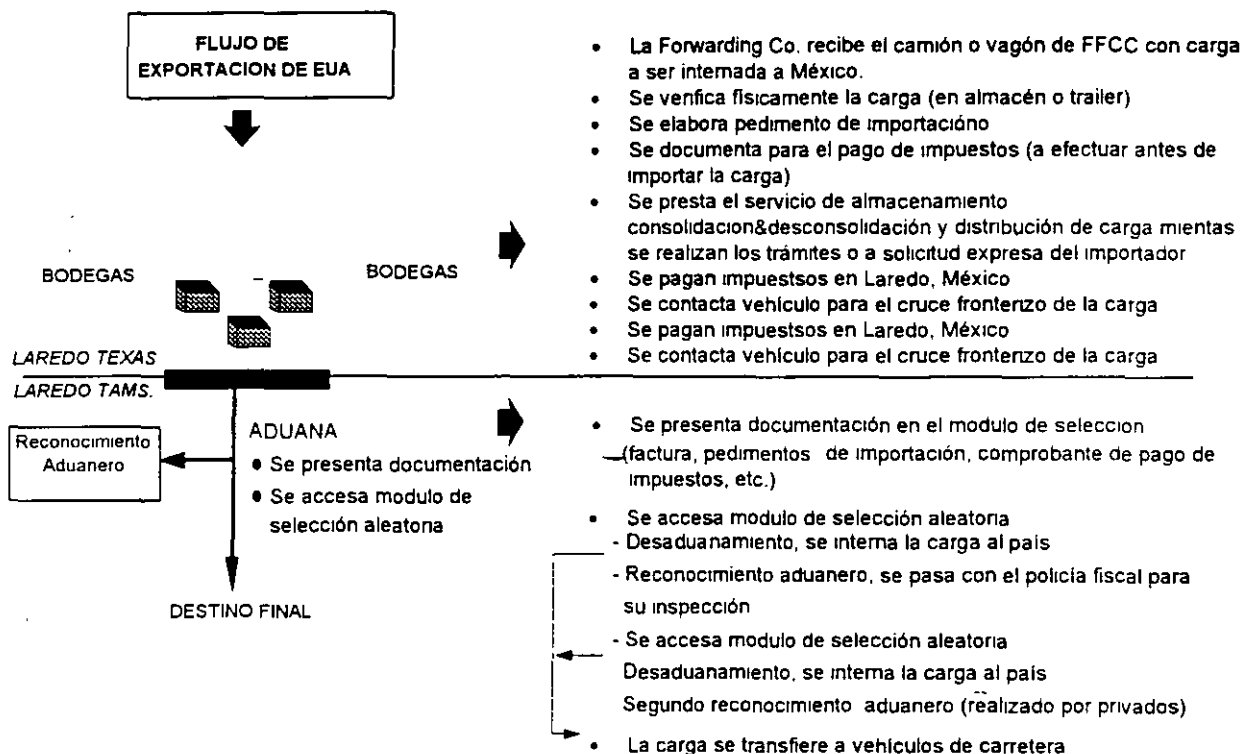 FLUJO DE
EXPORTACION DE EUA
BODEGAS
BODEGAS
LAREDO TEXAS
LAREDO TAMS.
Reconocimiento
Aduanero
ADUANA
● Se presenta documentación
● Se accesa modulo de
selección aleatoria
DESTINO FINAL
• La Forwarding Co. recibe el camión o vagón de FFCC con carga
a ser internada a México.
• Se verifica físicamente la carga (en almacén o trailer)
• Se elabora pedimento de importacióno
• Se documenta para el pago de impuestos (a efectuar antes de
importar la carga)
• Se presta el servicio de almacenamiento
consolidacion&desconsolidación y distribución de carga mientas
se realizan los trámites o a solicitud expresa del importador
• Se pagan impuestsos en Laredo, México
• Se contacta vehículo para el cruce fronterizo de la carga
• Se pagan impuestsos en Laredo, México
• Se contacta vehículo para el cruce fronterizo de la carga
• Se presenta documentación en el modulo de seleccion
(factura, pedimentos de importación, comprobante de pago de
impuestos, etc.)
• Se accesa modulo de selección aleatoria
- Desaduanamiento, se interna la carga al país
- Reconocimiento aduanero, se pasa con el policía fiscal para
su inspección
- Se accesa modulo de selección aleatoria
Desaduanamiento, se interna la carga al país
Segundo reconocimiento aduanero (realizado por privados)
• La carga se transfiere a vehículos de carretera